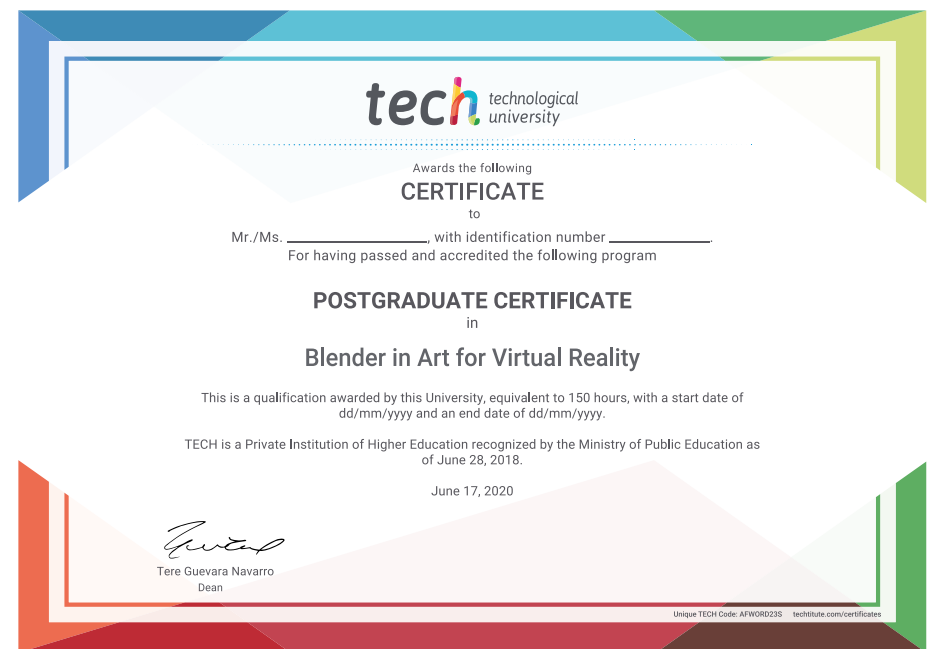 tech technological
university
Awards the following
CERTIFICATE
to
Mr./Ms. ____________________, with identification number ______________.
For having passed and accredited the following program
POSTGRADUATE CERTIFICATE
in
Blender in Art for Virtual Reality
This is a qualification awarded by this University, equivalent to 150 hours, with a start date of
dd/mm/yyyy and an end date of dd/mm/yyyy.
TECH is a Private Institution of Higher Education recognized by the Ministry of Public Education as
of June 28, 2018.
June 17, 2020
Tere Guevara Navarro
Dean
Unique TECH Code: AFWORD23S techtitute.com/certificates